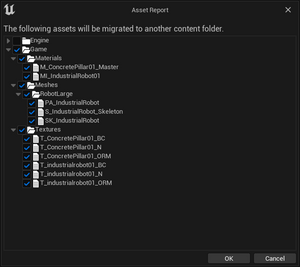 Asset Report
The following assets will be migrated to another content folder.
Engine
Game
Materials
M_ConcretePillar01_Master
MI_IndustrialRobot01
Meshes
RobotLarge
PA_IndustrialRobot
S_IndustrialRobot_Skeleton
SK_IndustrialRobot
Textures
T_ConcretePillar01_BC
T_ConcretePillar01_N
T_ConcretePillar01_ORM
T_industrialrobot01_BC
T_industrialrobot01_N
T_industrialrobot01_ORM
OK Cancel